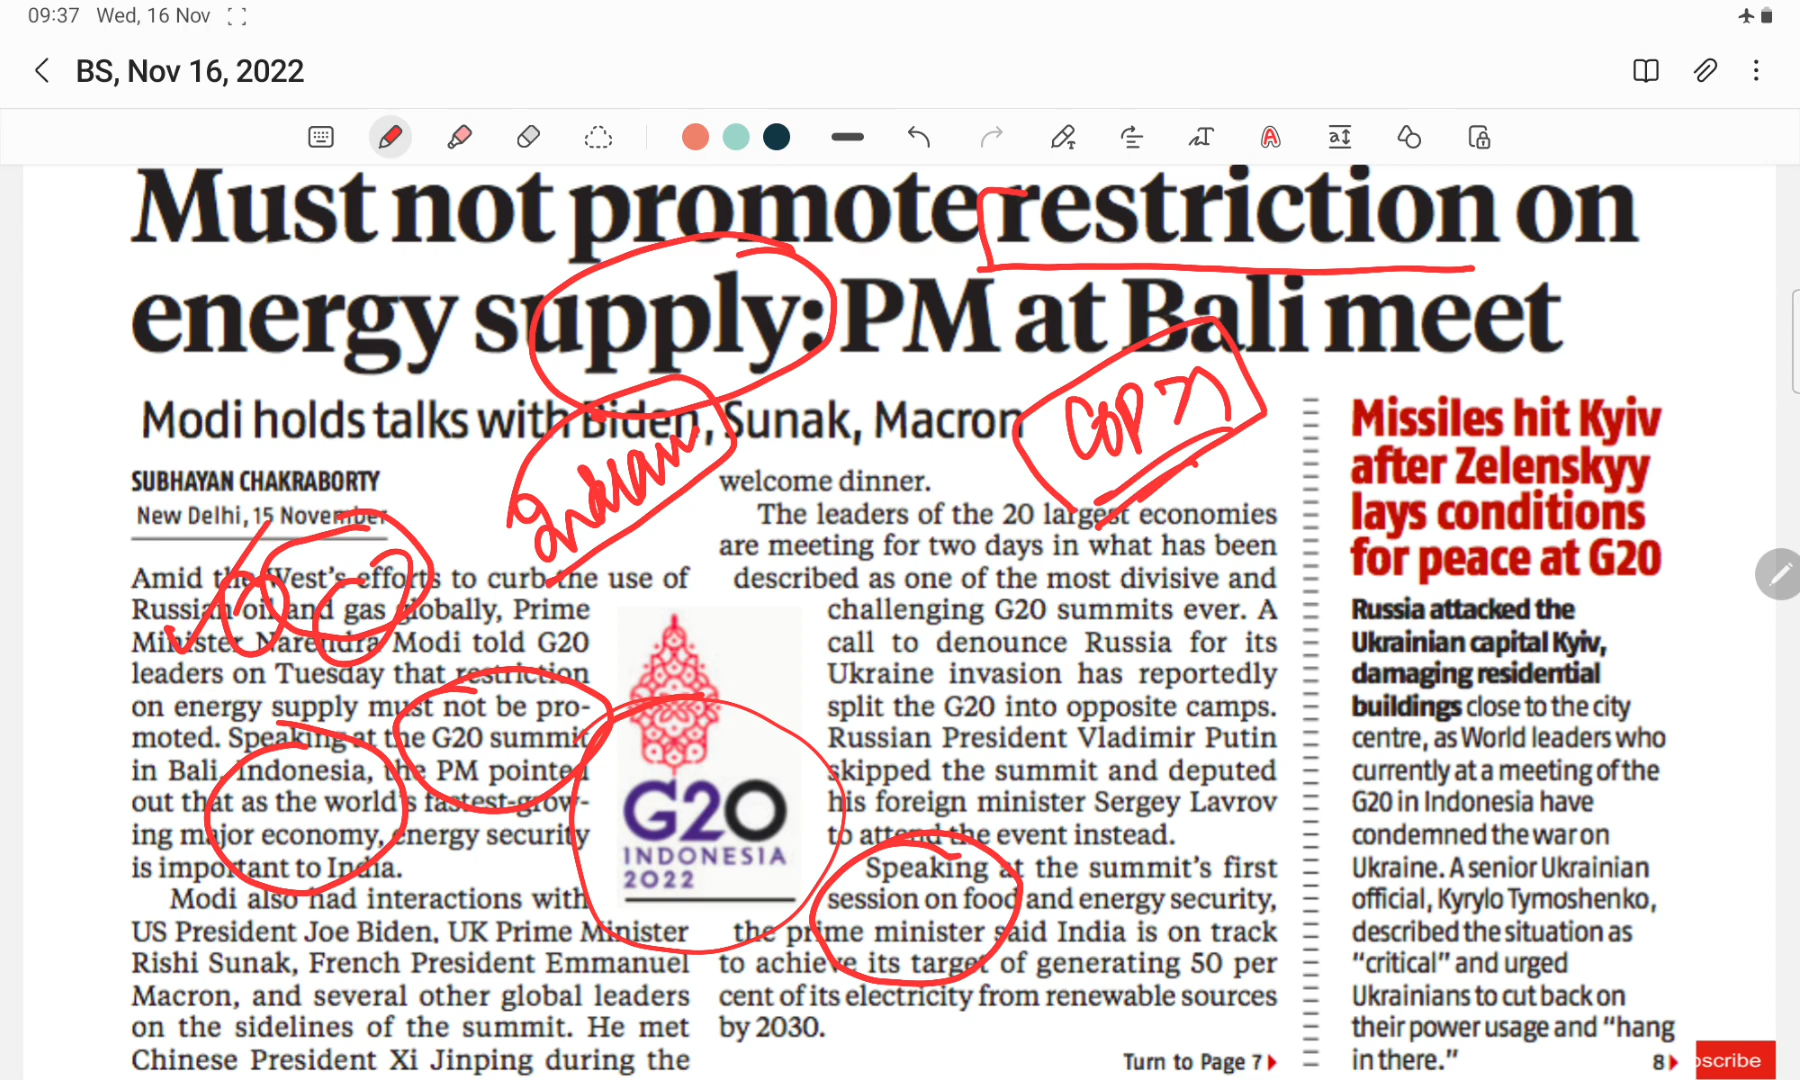 09:37 Wed, 16 Nov
BS, Nov 16, 2022
Must not promote restriction on
energy supply: PM at Bali meet
Modi holds talks with Biden, Sunak, Macron
SUBHAYAN CHAKRABORTY
New Delhi, 15 November
Amid the West's efforts to curb the use of
Russian oil and gas globally, Prime
Minister Narendra Modi told G20
leaders on Tuesday that restriction
on energy supply must not be pro-
moted. Speaking at the G20 summit
in Bali, Indonesia, the PM pointed
out that as the world's fastest-grow-
ing major economy, energy security
is important to India.
Modi also had interactions with
US President Joe Biden, UK Prime Minister
Rishi Sunak, French President Emmanuel
Macron, and several other global leaders
on the sidelines of the summit. He met
Chinese President Xi Jinping during the
G20
INDONESIA
2022
COP 27
welcome dinner.
The leaders of the 20 largest economies
are meeting for two days in what has been
described as one of the most divisive and
challenging G20 summits ever. A
call to denounce Russia for its
Ukraine invasion has reportedly
split the G20 into opposite camps.
Russian President Vladimir Putin
skipped the summit and deputed
his foreign minister Sergey Lavrov
to attend the event instead.
Speaking at the summit's first
session on food and energy security,
the prime minister said India is on track
to achieve its target of generating 50 per
cent of its electricity from renewable sources
by 2030.
Turn to Page 7
Missiles hit Kyiv
after Zelenskyy
lays conditions
for peace at G20
Russia attacked the
Ukrainian capital Kyiv,
damaging residential
buildings close to the city
centre, as World leaders who
currently at a meeting of the
G20 in Indonesia have
condemned the war on
Ukraine. A senior Ukrainian
official, Kyrylo Tymoshenko,
described the situation as
"critical" and urged
Ukrainians to cut back on
their power usage and "hang
in there."
8
bscribe